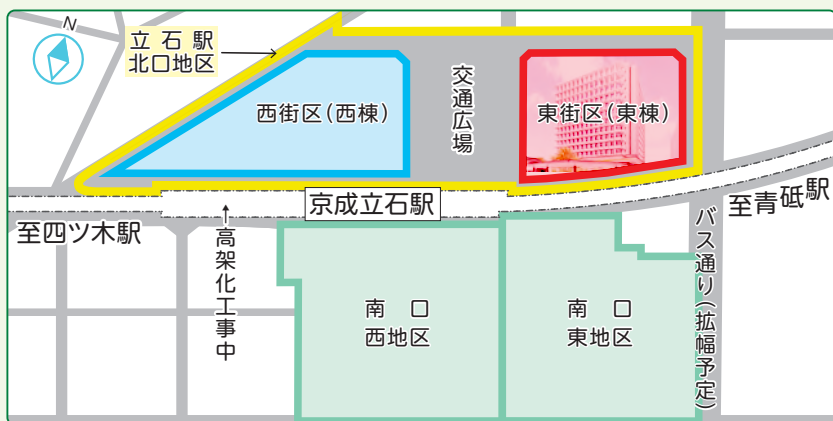 N
立石駅
北口地区
西街区（西棟）
交通広場
東街区（東棟）
京成立石駅
至青砥駅
至四ツ木駅
↑高架化工事中
バス通り（拡幅予定）
南口
西地区
南口
東地区